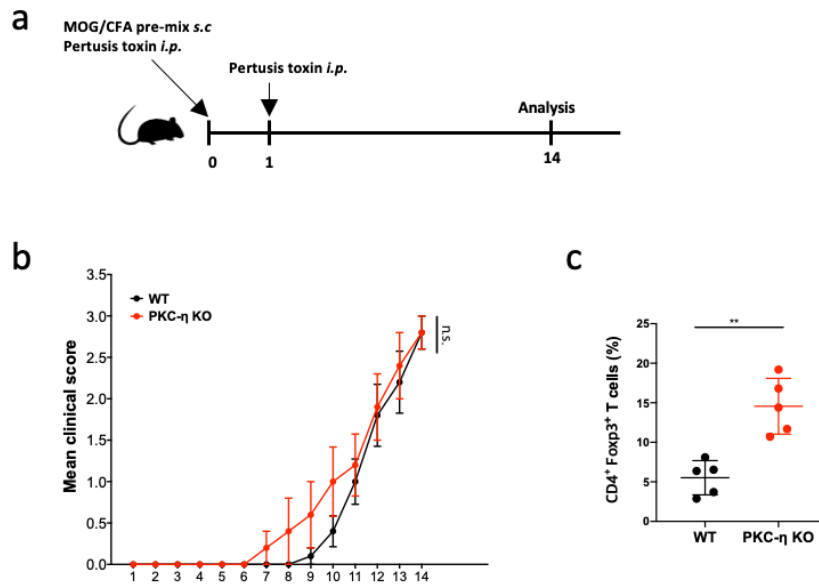 a
MOG/CFA pre-mix s.c
Pertusis toxin i.p.
Pertusis toxin i.p.
Analysis
0
1
14
b
Mean clinical score
3.5
3.0
2.5
2.0
1.5
1.0
0.5
0.0
WT
PKC-η KO
n.s.
1 2 3 4 5 6 7 8 9 10 11 12 13 14
c
CD4⁺ Foxp3⁺ T cells (%)
25
20
15
10
5
0
**
WT PKC-η KO